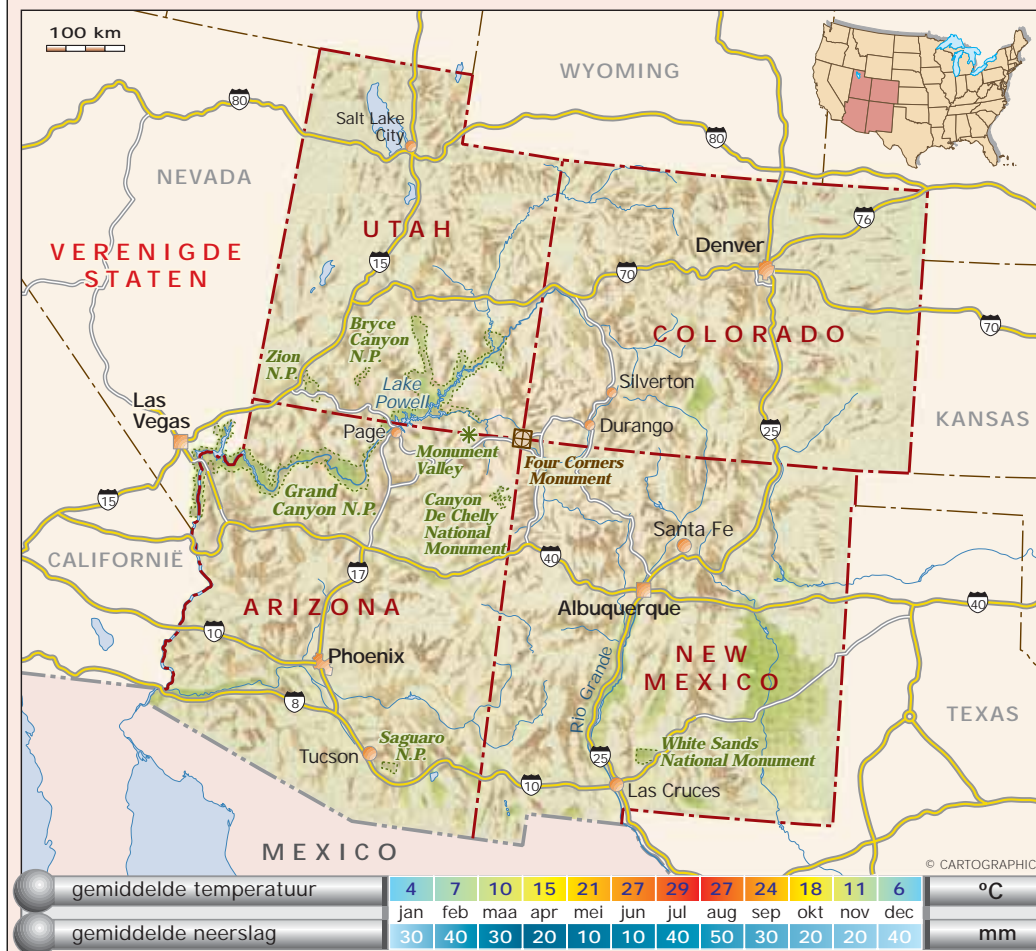 100 km
WYOMING
80
Salt Lake
City
80
NEVADA
UTAH
76
Denver
VERENIGDE
STATEN
15
70
COLORADO
70
Bryce
Canyon
N.P.
Zion
N.P.
Lake
Powell
Silverton
Las
Vegas
Page
Durango
25
KANSAS
Monument
Valley
Four Corners
Monument
15
Grand
Canyon N.P.
Canyon
De Chelly
National
Monument
Santa Fe
CALIFORNIË
40
17
ARIZONA
Albuquerque
40
10
Phoenix
NEW
MEXICO
Rio Grande
8
TEXAS
Tucson
Saguaro
N.P.
White Sands
National Monument
25
10
Las Cruces
MEXICO
© CARTOGRAPHIC
gemiddelde temperatuur 4 7 10 15 21 27 29 27 24 18 11 6 ºC
jan feb maa apr mei jun jul aug sep okt nov dec
gemiddelde neerslag 30 40 30 20 10 10 40 50 30 20 20 40 mm